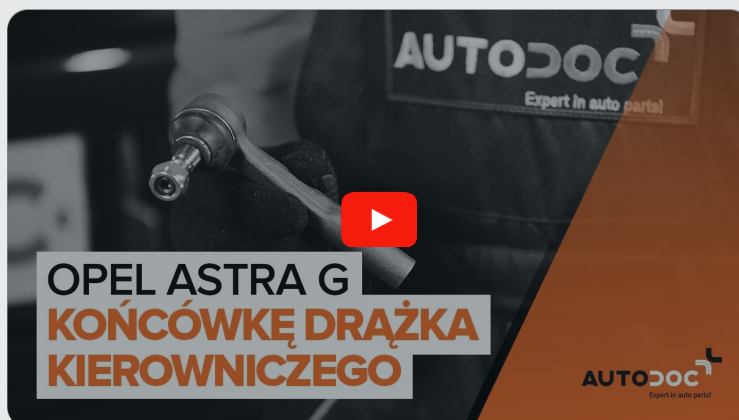 AUTODOC
Expert in auto parts!
OPEL ASTRA G
KOŃCÓWKĘ DRĄŻKA
KIEROWNICZEGO
AUTODOC
Expert in auto parts!